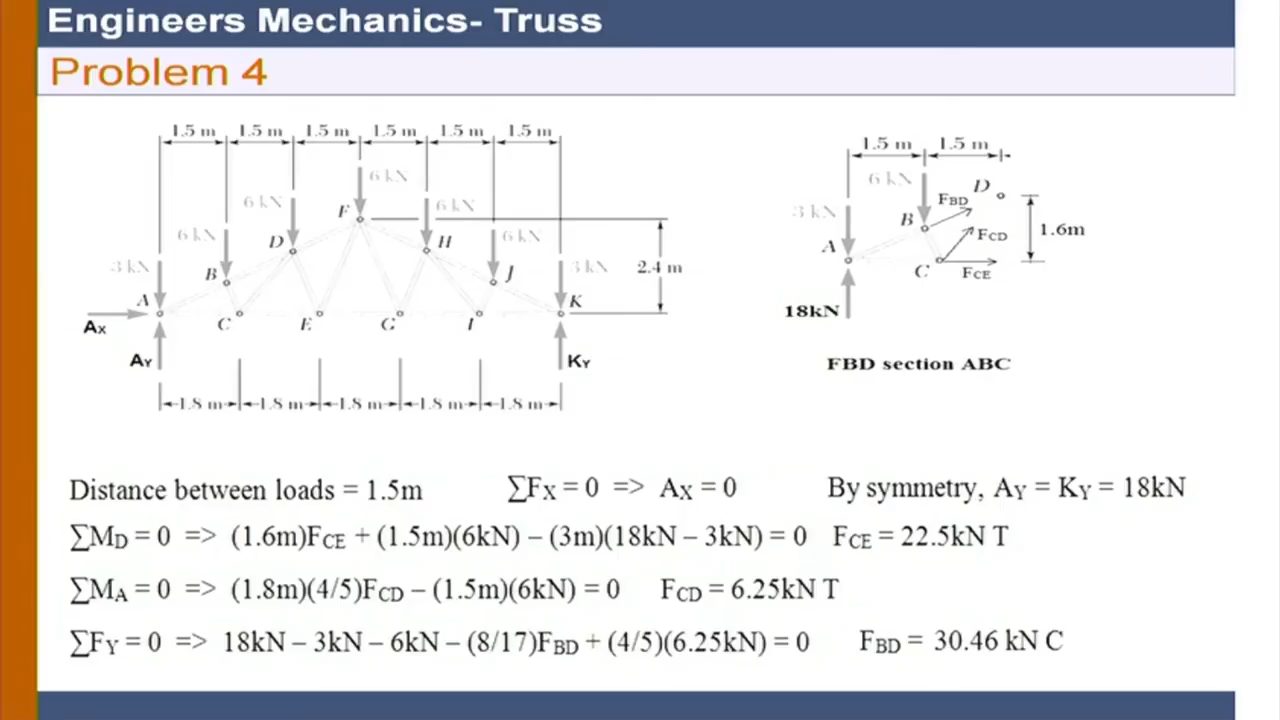 Engineers Mechanics- Truss
Problem 4
1.5 m 1.5 m 1.5 m 1.5 m 1.5 m 1.5 m
6 kN
6 kN F 6 kN
6 kN D H 6 kN
3 kN B J 3 kN 2.4 m
A K
AX C E G I
AY KY
1.8 m 1.8 m 1.8 m 1.8 m 1.8 m
1.5 m 1.5 m
6 kN D
FBD
3 kN B FCD 1.6m
A
C FCE
18kN
FBD section ABC
Distance between loads = 1.5m ∑FX = 0 => AX = 0 By symmetry, AY = KY = 18kN
∑MD = 0 => (1.6m)FCE + (1.5m)(6kN) – (3m)(18kN – 3kN) = 0 FCE = 22.5kN T
∑MA = 0 => (1.8m)(4/5)FCD – (1.5m)(6kN) = 0 FCD = 6.25kN T
∑FY = 0 => 18kN – 3kN – 6kN – (8/17)FBD + (4/5)(6.25kN) = 0 FBD = 30.46 kN C